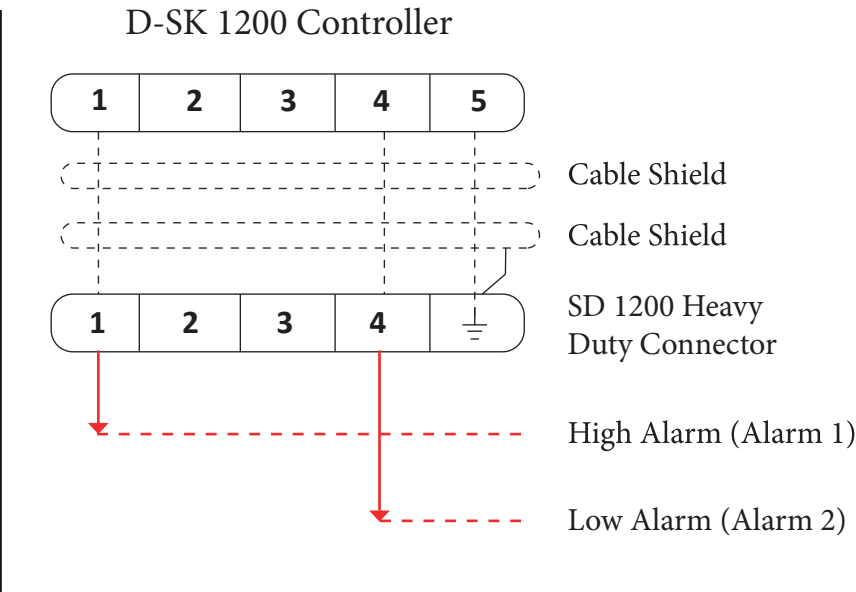 D-SK 1200 Controller
1 2 3 4 5
Cable Shield
Cable Shield
1 2 3 4
SD 1200 Heavy
Duty Connector
High Alarm (Alarm 1)
Low Alarm (Alarm 2)